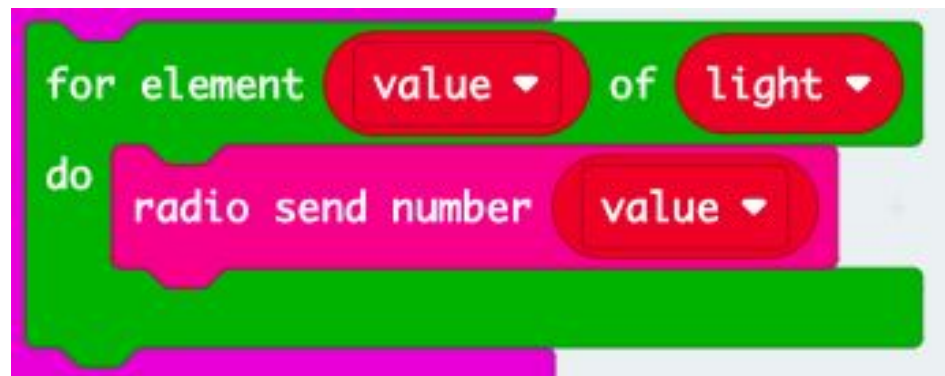 for element value of light
do
radio send number value